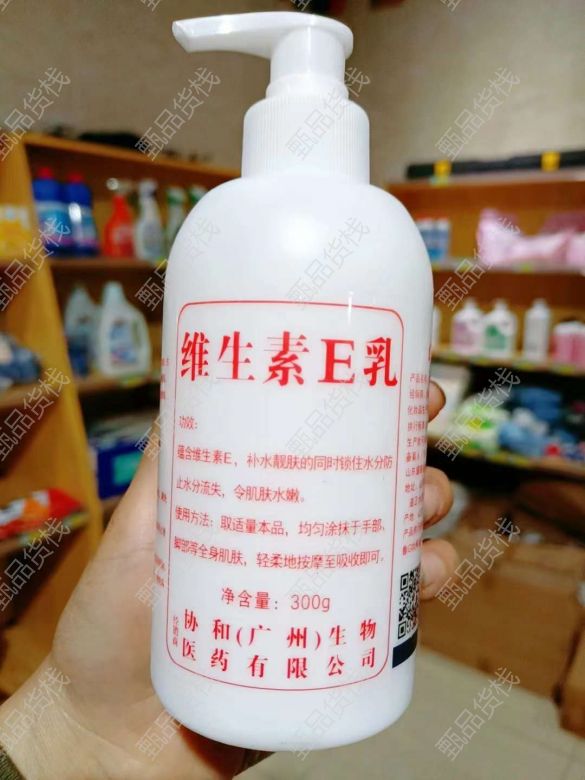 维生素E乳
功效:
蕴含维生素E，补水靓肤的同时锁住水分防
止水分流失，令肌肤水嫩。
使用方法：取适量本品，均匀涂抹于手部、
脚部等全身肌肤，轻柔地按摩至吸收即可。
净含量：300g
经销商
协和(广州)生物
医药有限公司
甄品货栈